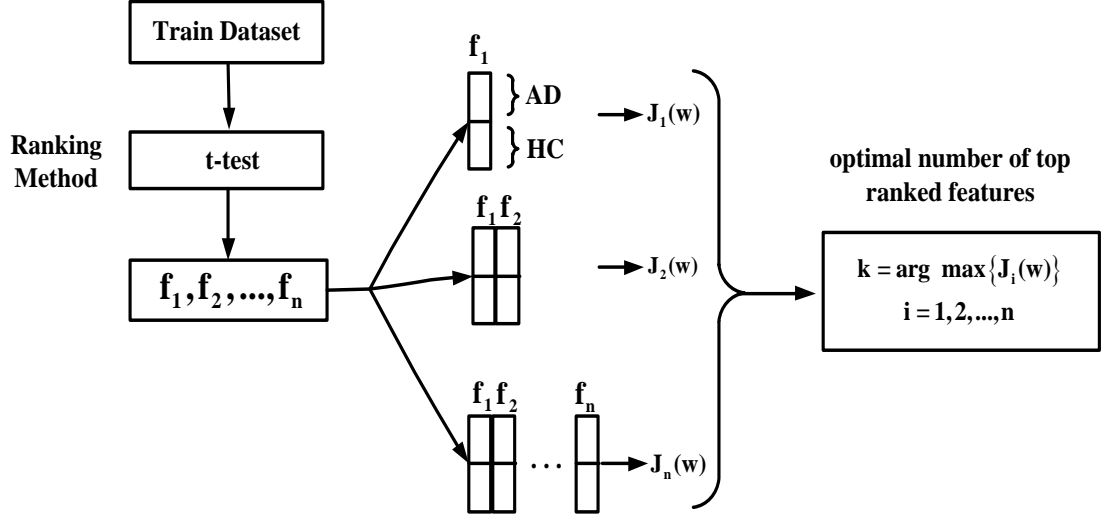 Train Dataset
Ranking
Method
t-test
f₁, f₂, ..., fₙ
f₁
AD
HC
J₁(w)
f₁ f₂
J₂(w)
f₁ f₂
fₙ
...
Jₙ(w)
optimal number of top
ranked features
k = arg max{Jᵢ(w)}
i = 1, 2, ..., n